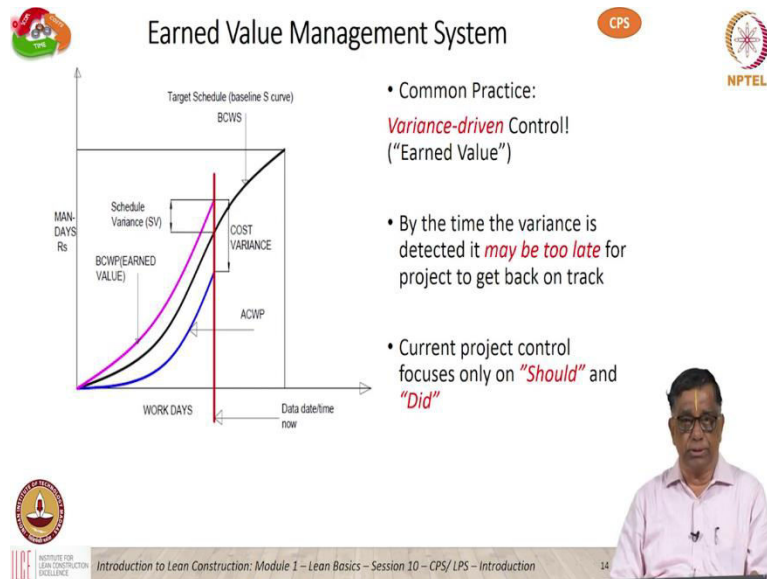 Earned Value Management System
CPS
NPTEL
TIME
Target Schedule (baseline S curve)
BCWS
MAN-
DAYS
Rs
Schedule
Variance (SV)
COST
VARIANCE
BCWP(EARNED
VALUE)
ACWP
WORK DAYS
Data date/time
now
• Common Practice:
Variance-driven Control!
("Earned Value")
• By the time the variance is
detected it may be too late for
project to get back on track
• Current project control
focuses only on "Should" and
"Did"
INSTITUTE FOR
LEAN CONSTRUCTION
EXCELLENCE
Introduction to Lean Construction: Module 1 – Lean Basics – Session 10 – CPS/ LPS – Introduction
14